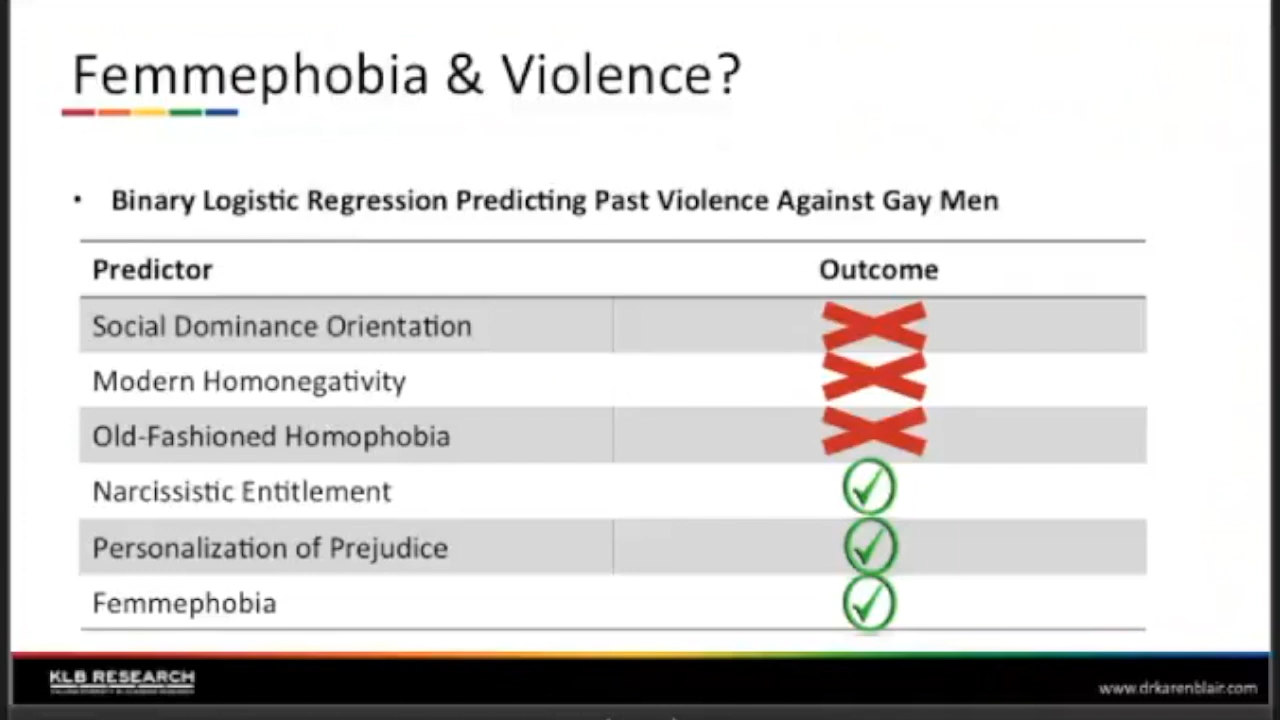 Femmephobia & Violence?
• Binary Logistic Regression Predicting Past Violence Against Gay Men
Predictor Outcome
Social Dominance Orientation
Modern Homonegativity
Old-Fashioned Homophobia
Narcissistic Entitlement
Personalization of Prejudice
Femmephobia
KLB RESEARCH
www.drkarenblair.com